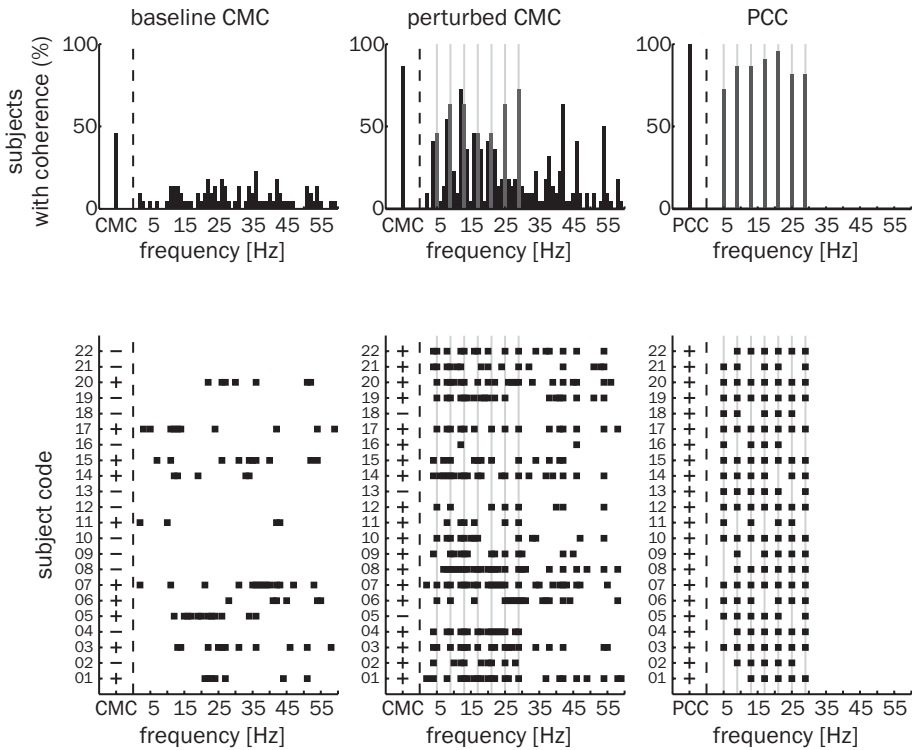 baseline CMC perturbed CMC PCC
subjects
with coherence (%)
100 100 100
50 50 50
0 0 0
CMC 5 15 25 35 45 55 CMC 5 15 25 35 45 55 PCC 5 15 25 35 45 55
frequency [Hz] frequency [Hz] frequency [Hz]
subject code
22 − 22 + 22 +
21 − 21 + 21 +
20 + 20 + 20 +
19 − 19 + 19 +
18 − 18 − 18 +
17 + 17 + 17 +
16 − 16 + 16 +
15 + 15 + 15 +
14 + 14 + 14 +
13 − 13 − 13 +
12 − 12 + 12 +
11 + 11 + 11 +
10 − 10 + 10 +
09 − 09 + 09 +
08 − 08 + 08 +
07 + 07 + 07 +
06 + 06 + 06 +
05 + 05 − 05 +
04 − 04 + 04 +
03 + 03 + 03 +
02 − 02 + 02 +
01 + 01 + 01 +
CMC 5 15 25 35 45 55 CMC 5 15 25 35 45 55 PCC 5 15 25 35 45 55
frequency [Hz] frequency [Hz] frequency [Hz]